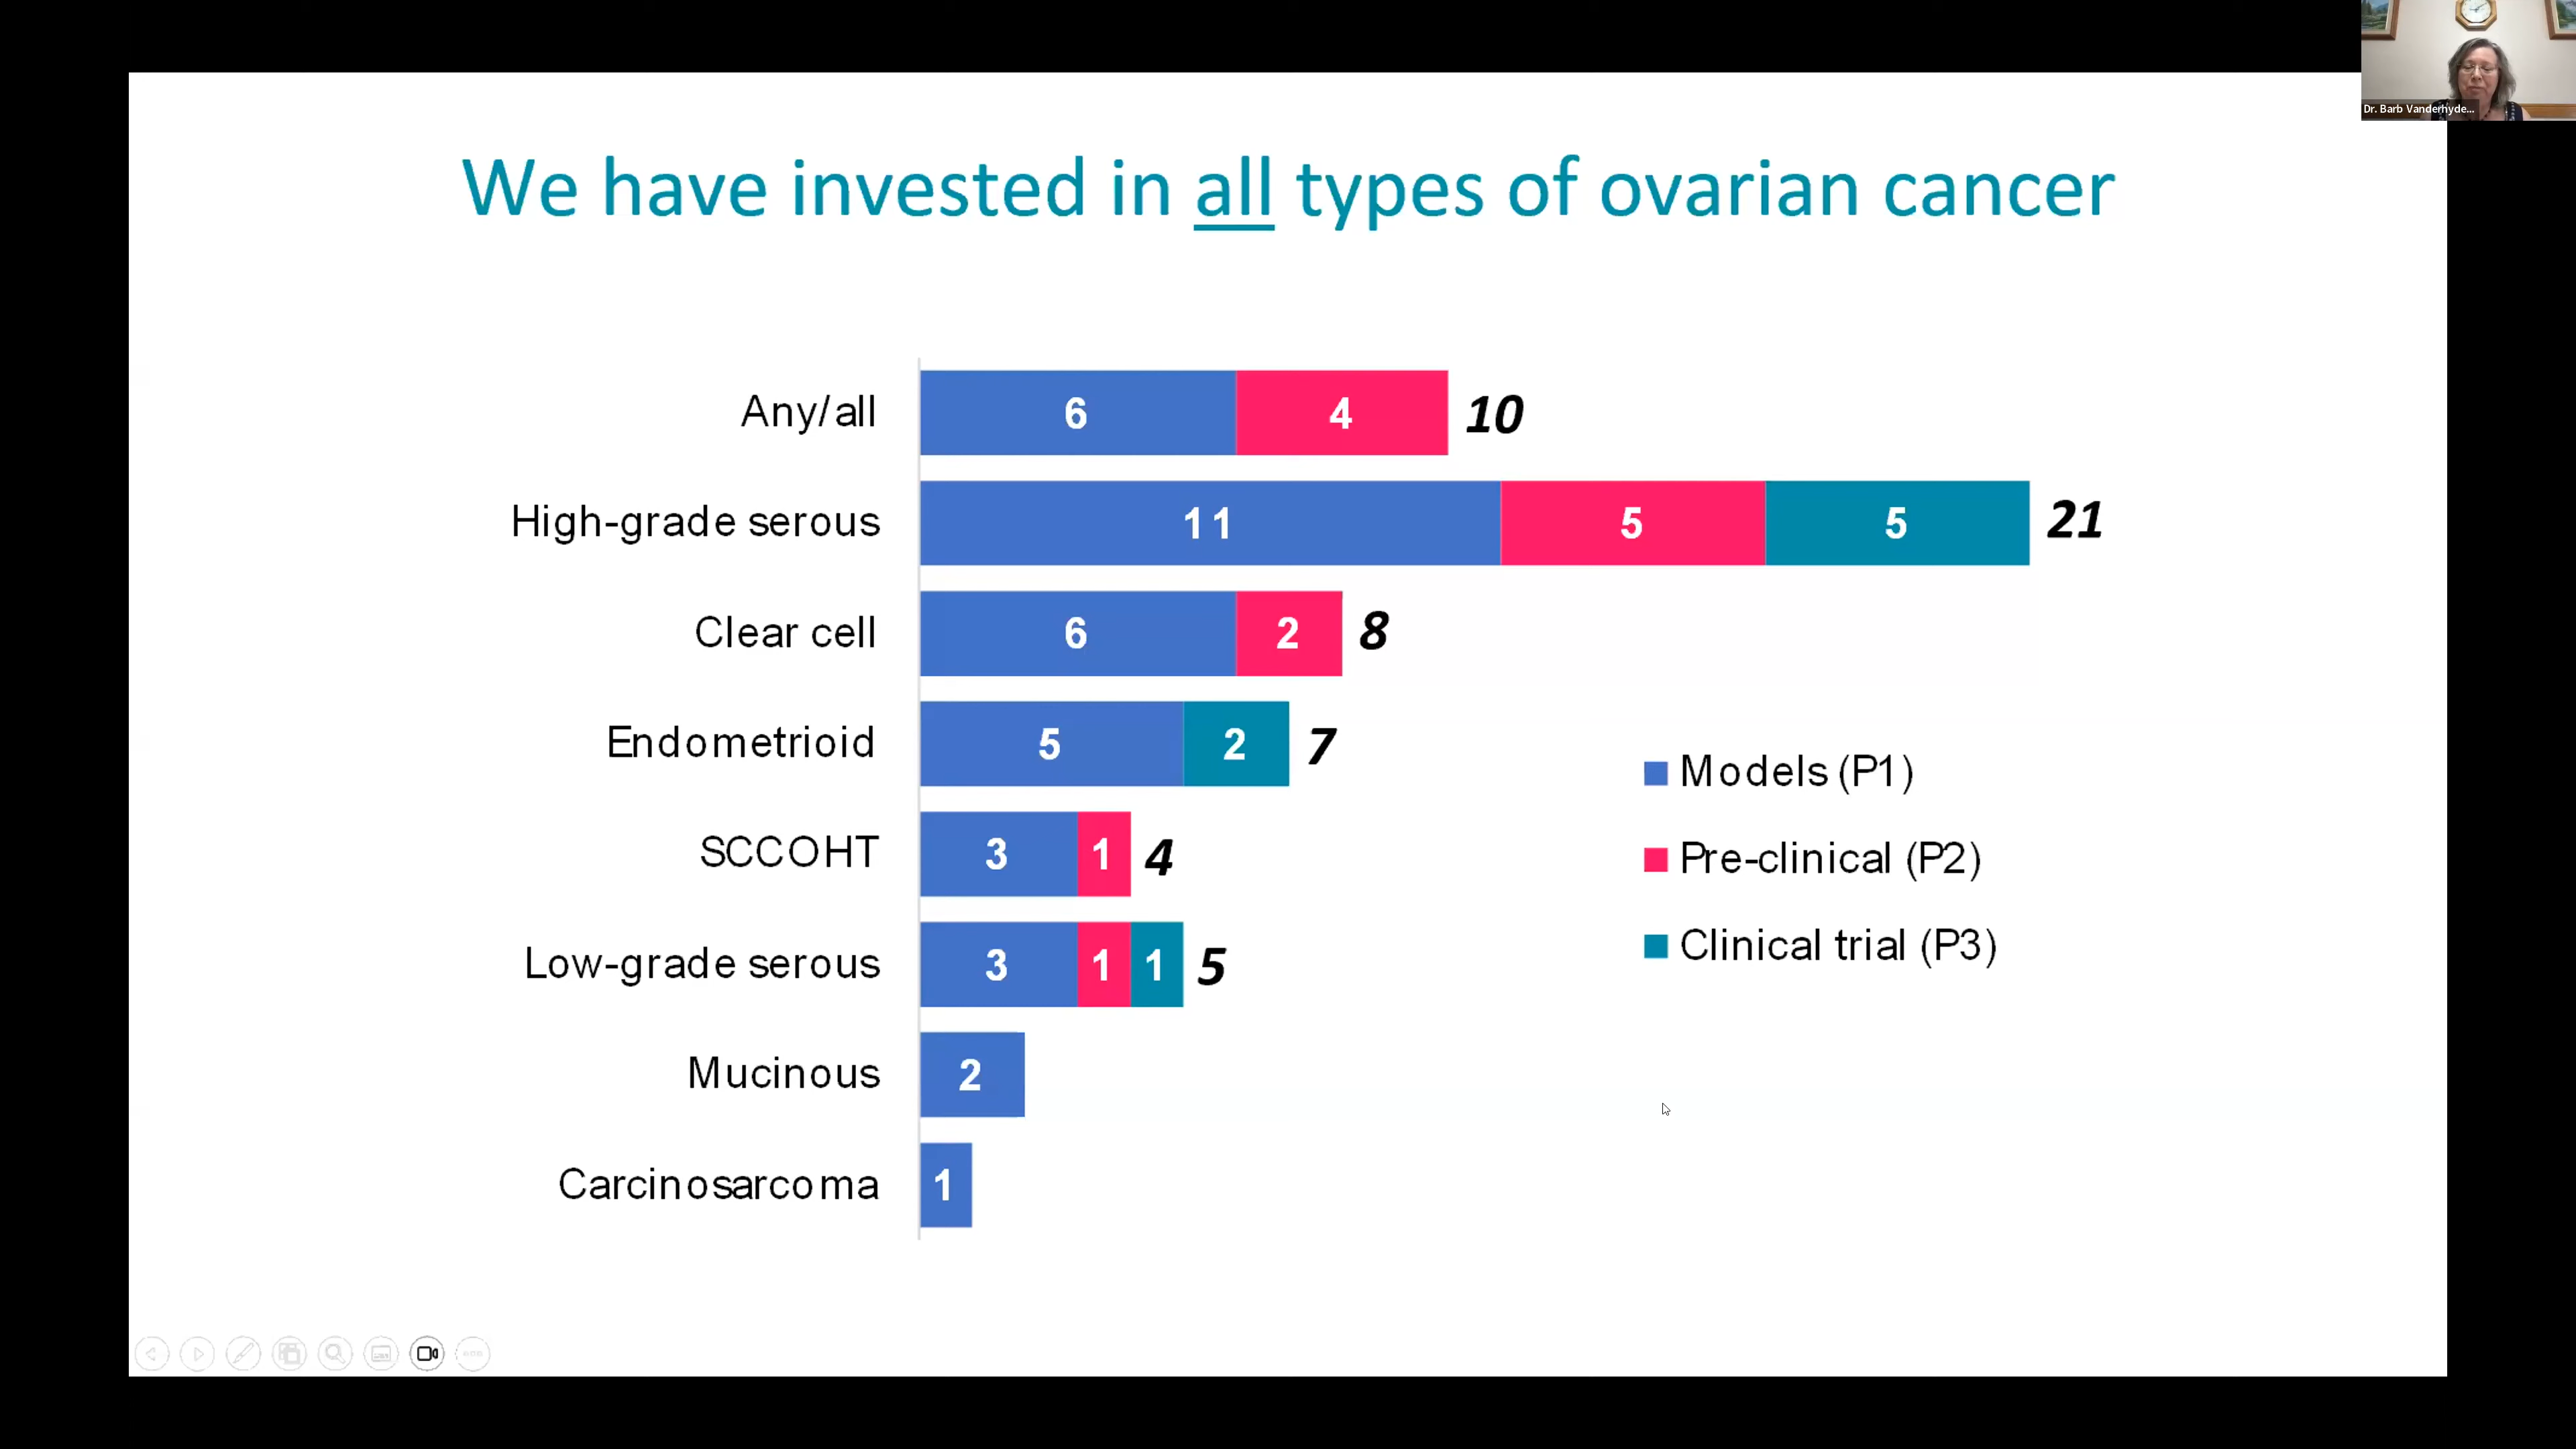 Dr. Barb Vanderhyde...
We have invested in all types of ovarian cancer
Any/all 6 4 10
High-grade serous 11 5 5 21
Clear cell 6 2 8
Endometrioid 5 2 7
SCCOHT 3 1 4
Low-grade serous 3 1 1 5
Mucinous 2
Carcinosarcoma 1
Models (P1)
Pre-clinical (P2)
Clinical trial (P3)